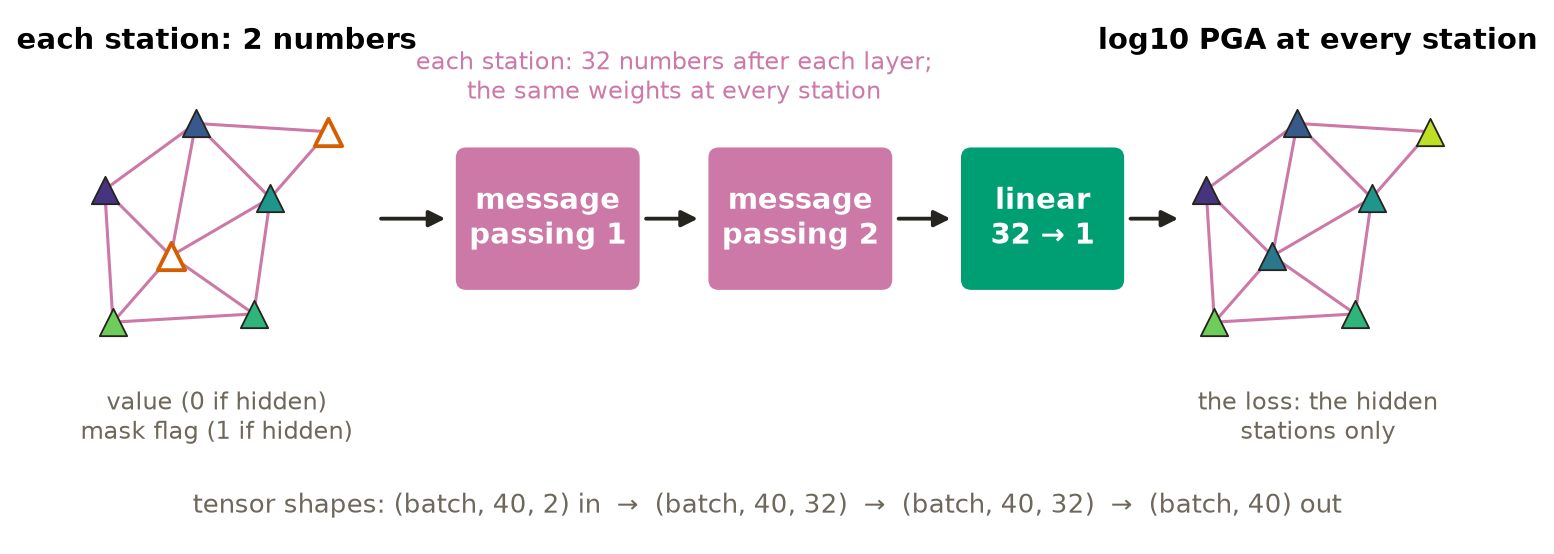 each station: 2 numbers
each station: 32 numbers after each layer;
the same weights at every station
log10 PGA at every station
message
passing 1
message
passing 2
linear
32 → 1
value (0 if hidden)
mask flag (1 if hidden)
the loss: the hidden
stations only
tensor shapes: (batch, 40, 2) in → (batch, 40, 32) → (batch, 40, 32) → (batch, 40) out